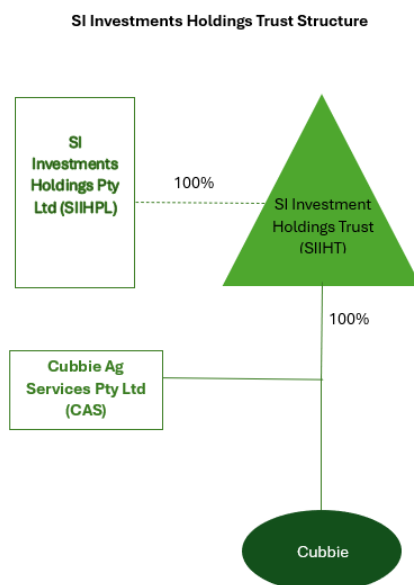 SI Investments Holdings Trust Structure
SI
Investments
Holdings Pty
Ltd (SIIHPL)
100%
SI Investment
Holdings Trust
(SIIHT)
100%
Cubbie Ag
Services Pty Ltd
(CAS)
Cubbie